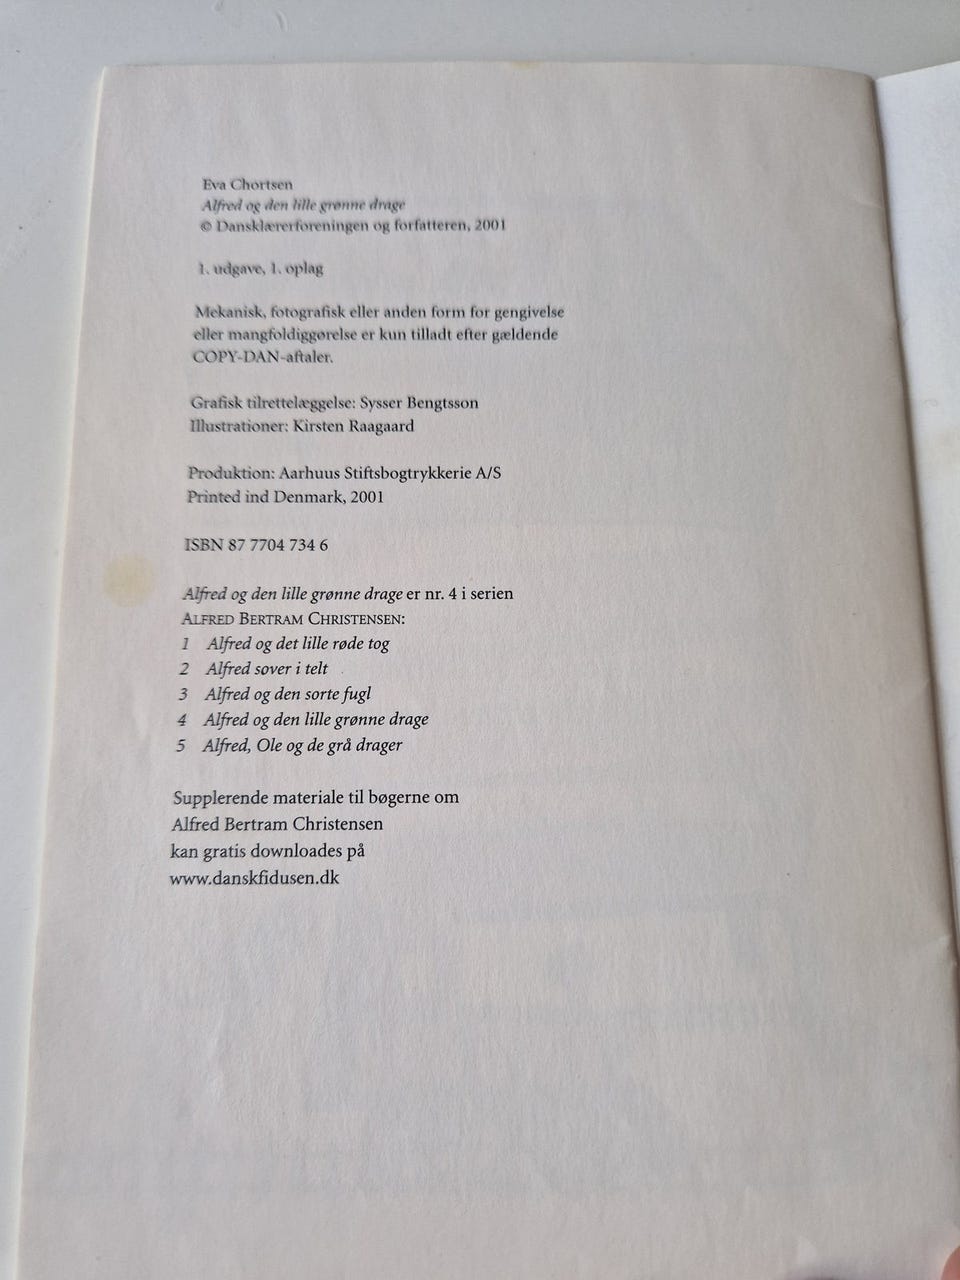 Eva Chortsen
Alfred og den lille grønne drage
© Dansklærerforeningen og forfatteren, 2001
1. udgave, 1. oplag
Mekanisk, fotografisk eller anden form for gengivelse
eller mangfoldiggørelse er kun tilladt efter gældende
COPY-DAN-aftaler.
Grafisk tilrettelæggelse: Sysser Bengtsson
Illustrationer: Kirsten Raagaard
Produktion: Aarhuus Stiftsbogtrykkerie A/S
Printed ind Denmark, 2001
ISBN 87 7704 734 6
Alfred og den lille grønne drage er nr. 4 i serien
ALFRED BERTRAM CHRISTENSEN:
1 Alfred og det lille røde tog
2 Alfred sover i telt
3 Alfred og den sorte fugl
4 Alfred og den lille grønne drage
5 Alfred, Ole og de grå drager
Supplerende materiale til bøgerne om
Alfred Bertram Christensen
kan gratis downloades på
www.danskfidusen.dk